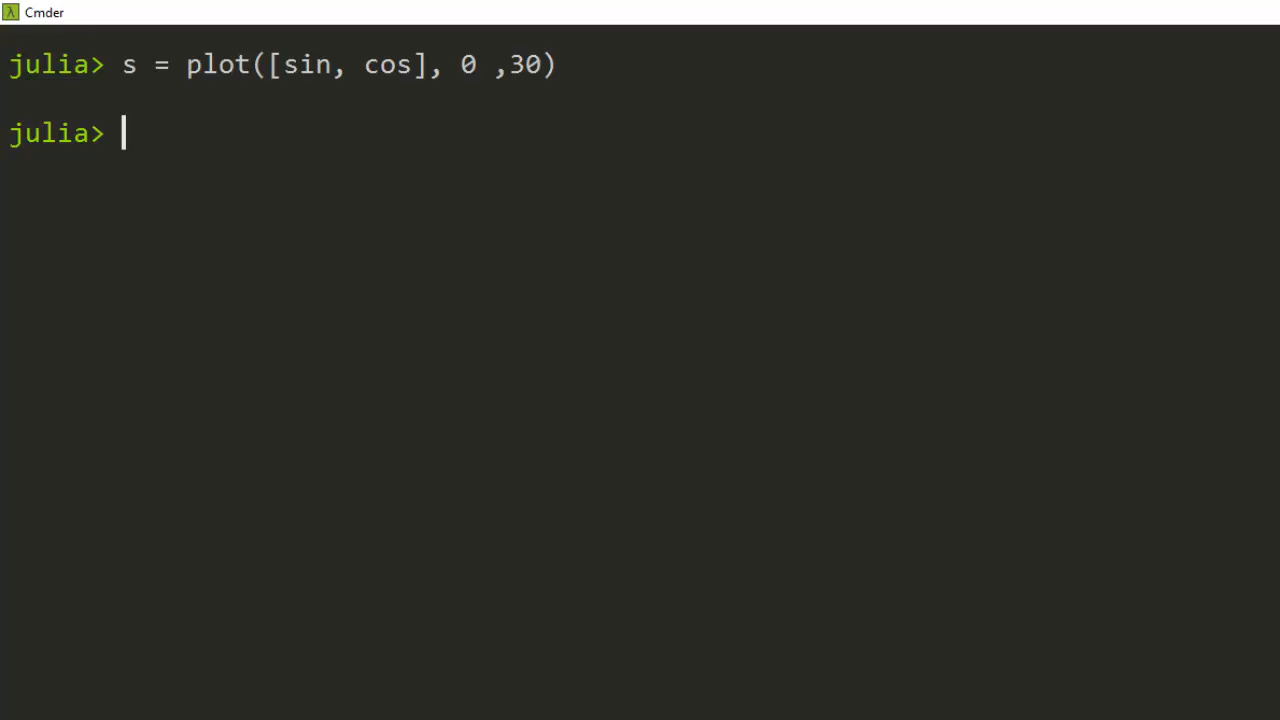 λ Cmder
julia> s = plot([sin, cos], 0 ,30)
julia>